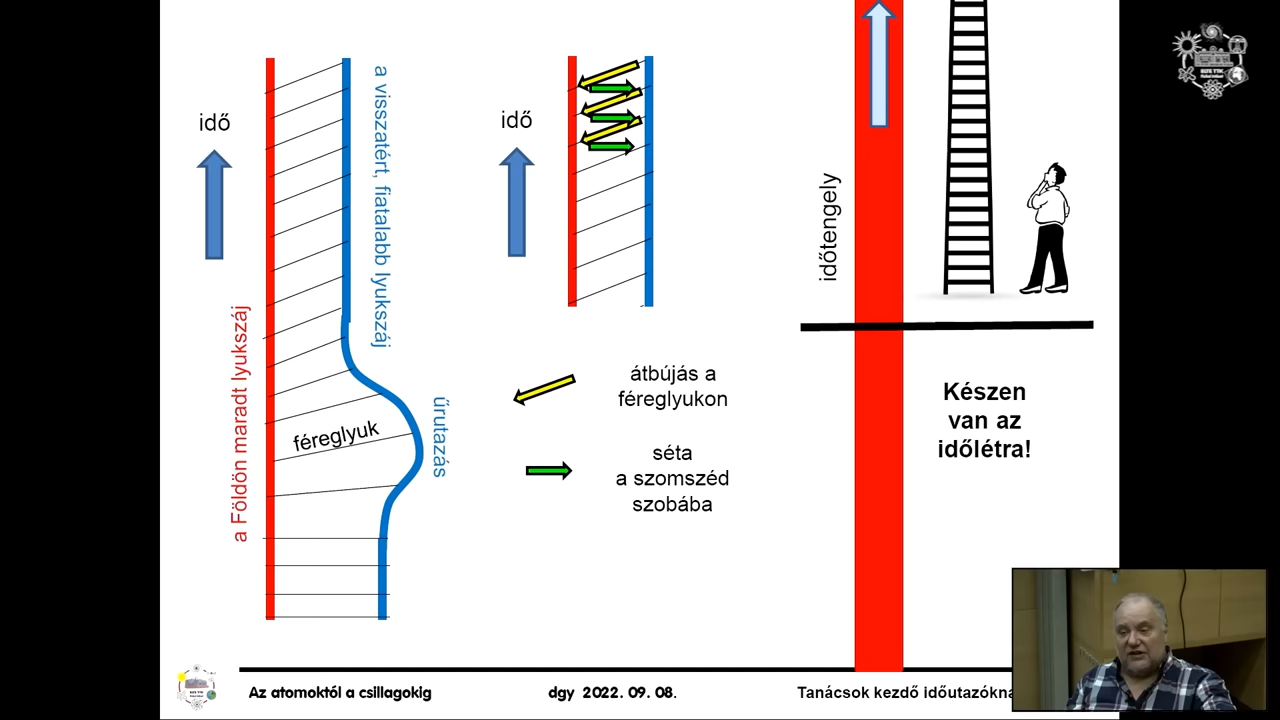 idő
a visszatért, fiatalabb lyukszáj
a Földön maradt lyukszáj
féreglyuk
űrutazás
idő
átbújás a
féreglyukon
séta
a szomszéd
szobába
időtengely
Készen
van az
időlétra!
Az atomoktól a csillagokig
dgy 2022. 09. 08.
Tanácsok kezdő